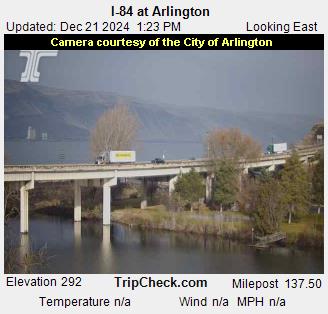 I-84 at Arlington
Updated: Dec 21 2024 1:23 PM Looking East
Camera courtesy of the City of Arlington
Elevation 292 TripCheck.com Milepost 137.50
Temperature n/a Wind n/a MPH n/a